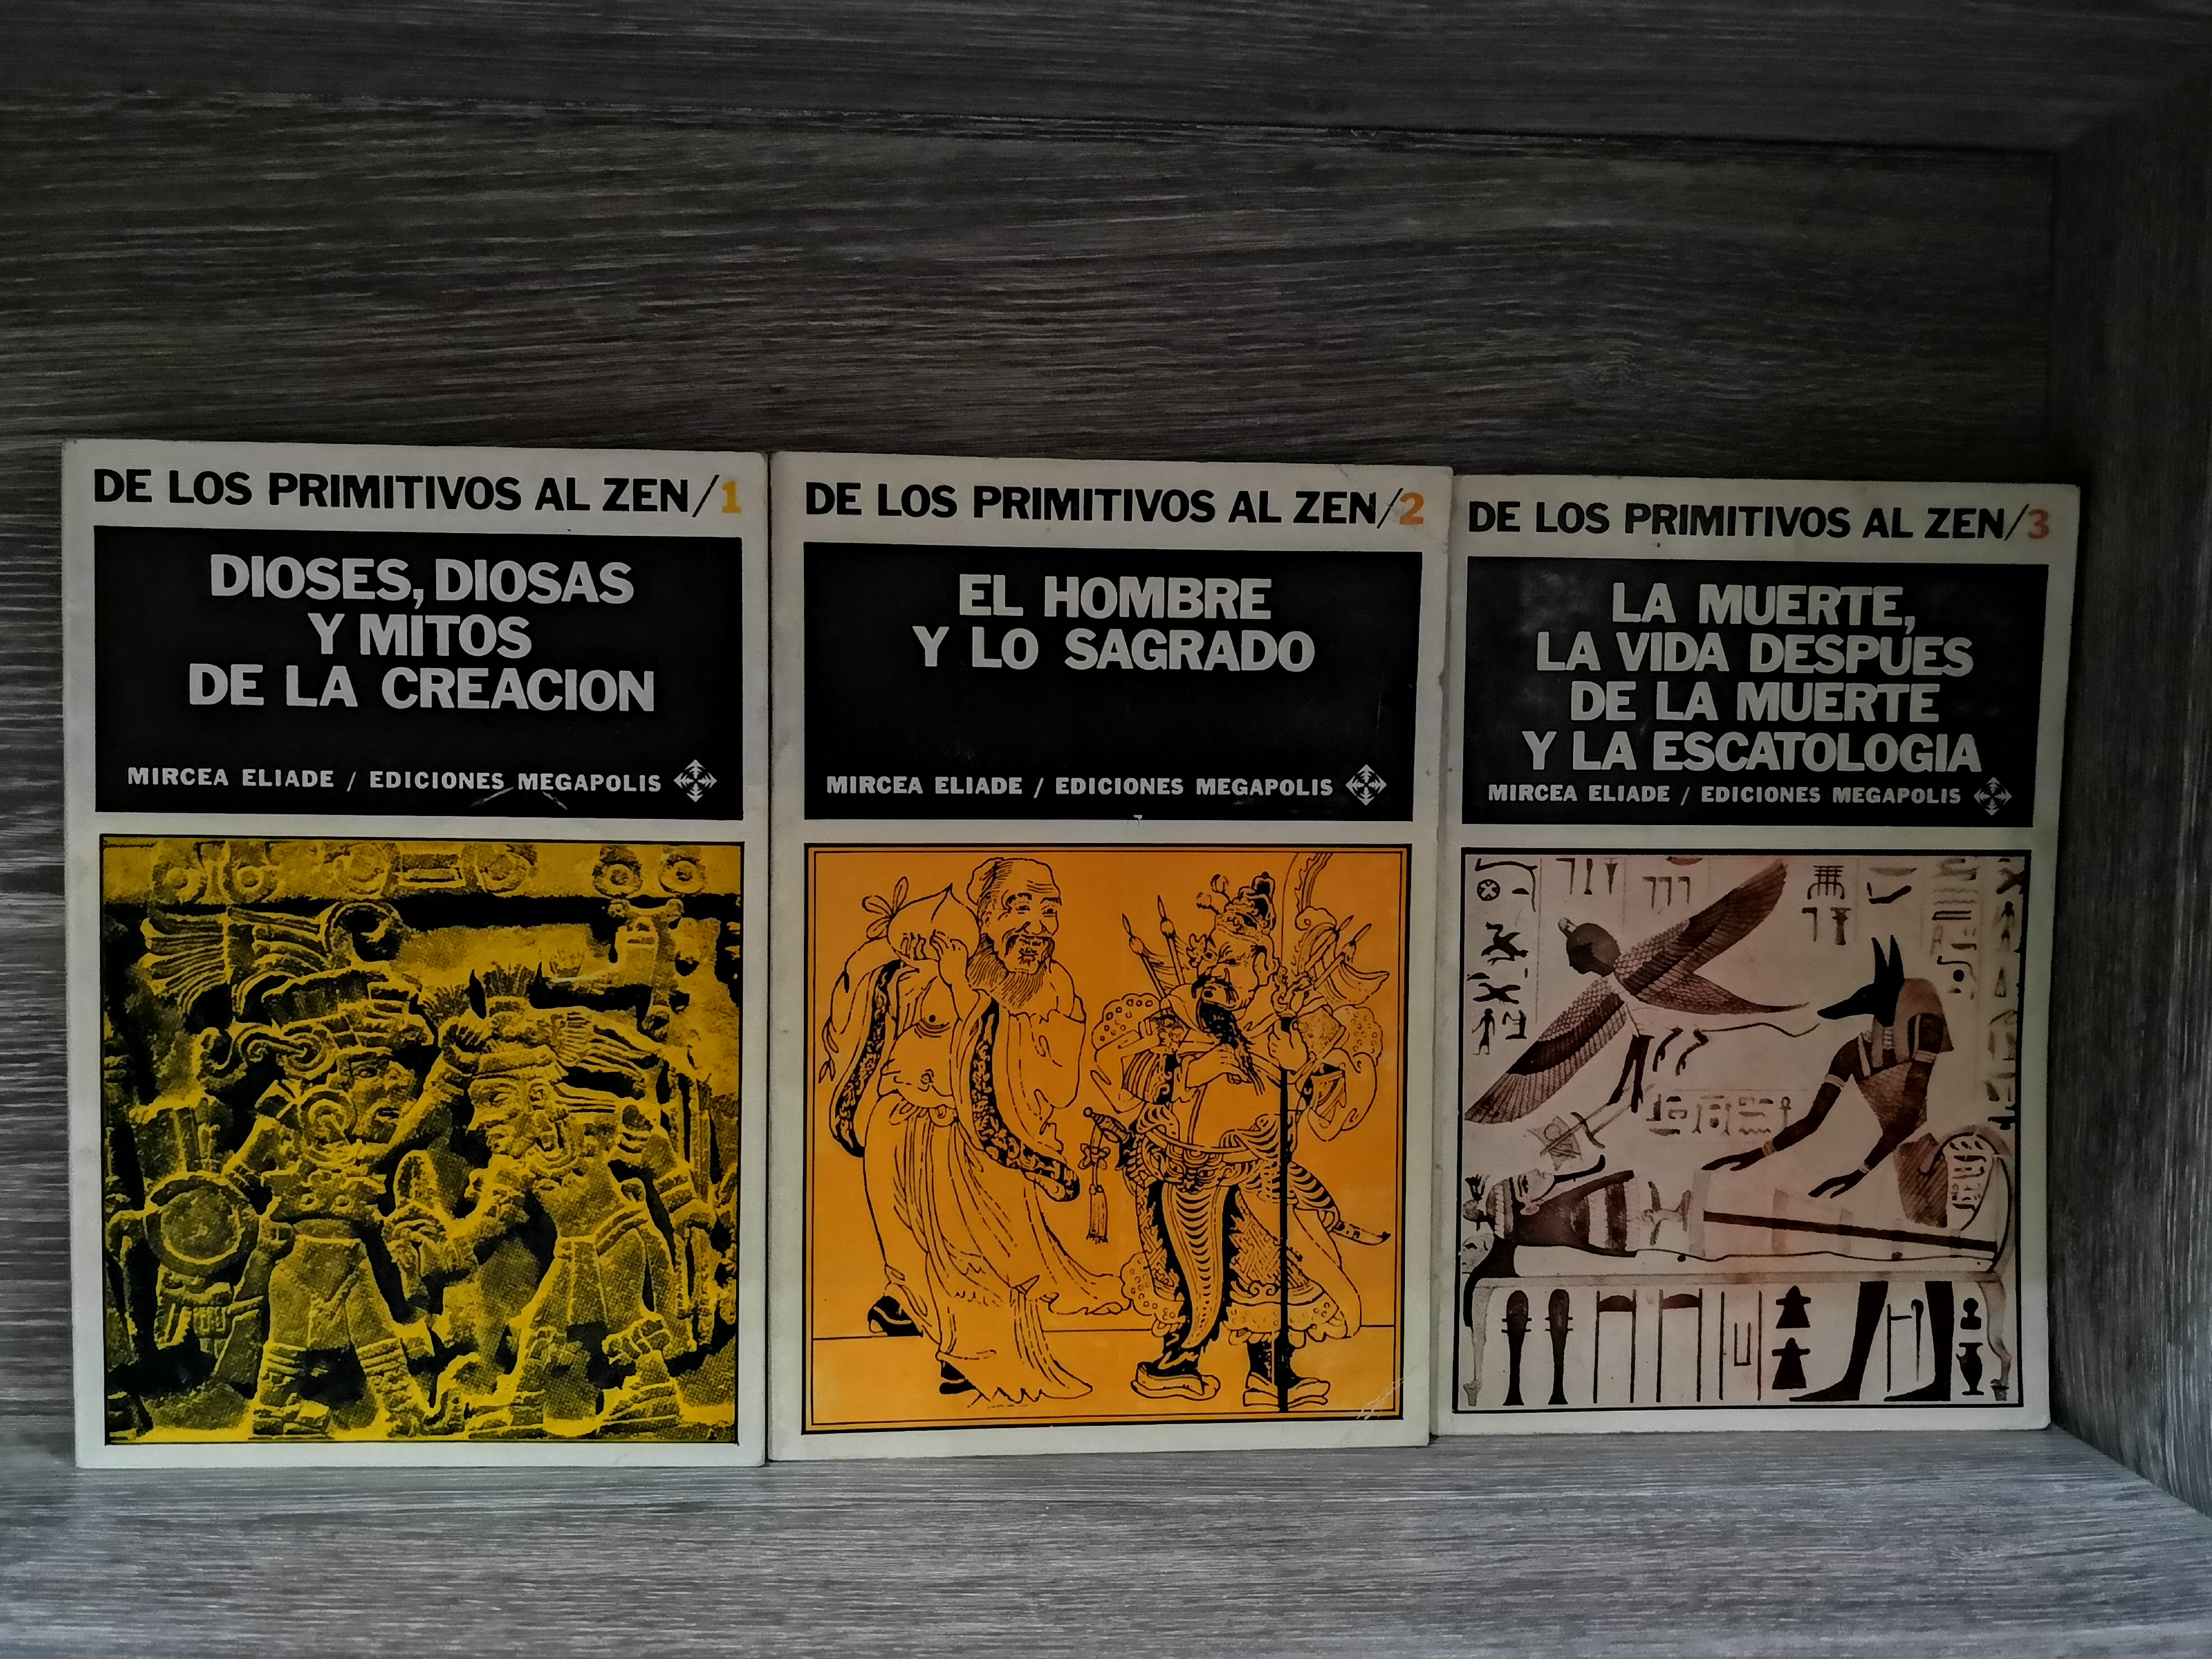 DE LOS PRIMITIVOS AL ZEN/1
DIOSES, DIOSAS
Y MITOS
DE LA CREACION
MIRCEA ELIADE / EDICIONES MEGAPOLIS
DE LOS PRIMITIVOS AL ZEN/2
EL HOMBRE
Y LO SAGRADO
MIRCEA ELIADE / EDICIONES MEGAPOLIS
DE LOS PRIMITIVOS AL ZEN/3
LA MUERTE,
LA VIDA DESPUÉS
DE LA MUERTE
Y LA ESCATOLOGIA
MIRCEA ELIADE / EDICIONES MEGAPOLIS